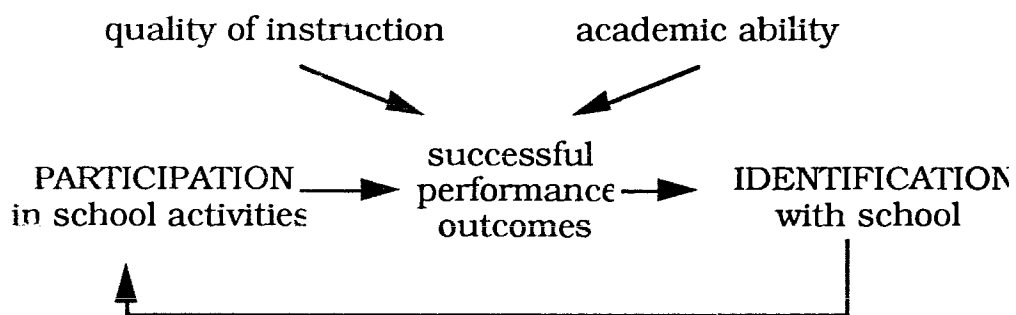 quality of instruction
academic ability
PARTICIPATION
in school activities
successful
performance
outcomes
IDENTIFICATION
with school